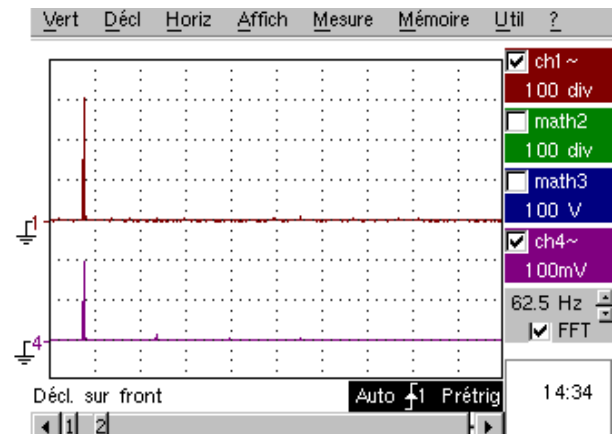 Vert Décl Horiz Affich Mesure Mémoire Util ?
ch1~
100 div
math2
100 div
math3
100 V
ch4~
100mV
62.5 Hz
FFT
1
4
Décl. sur front
Auto 1 Prétrig
14:34
1 2